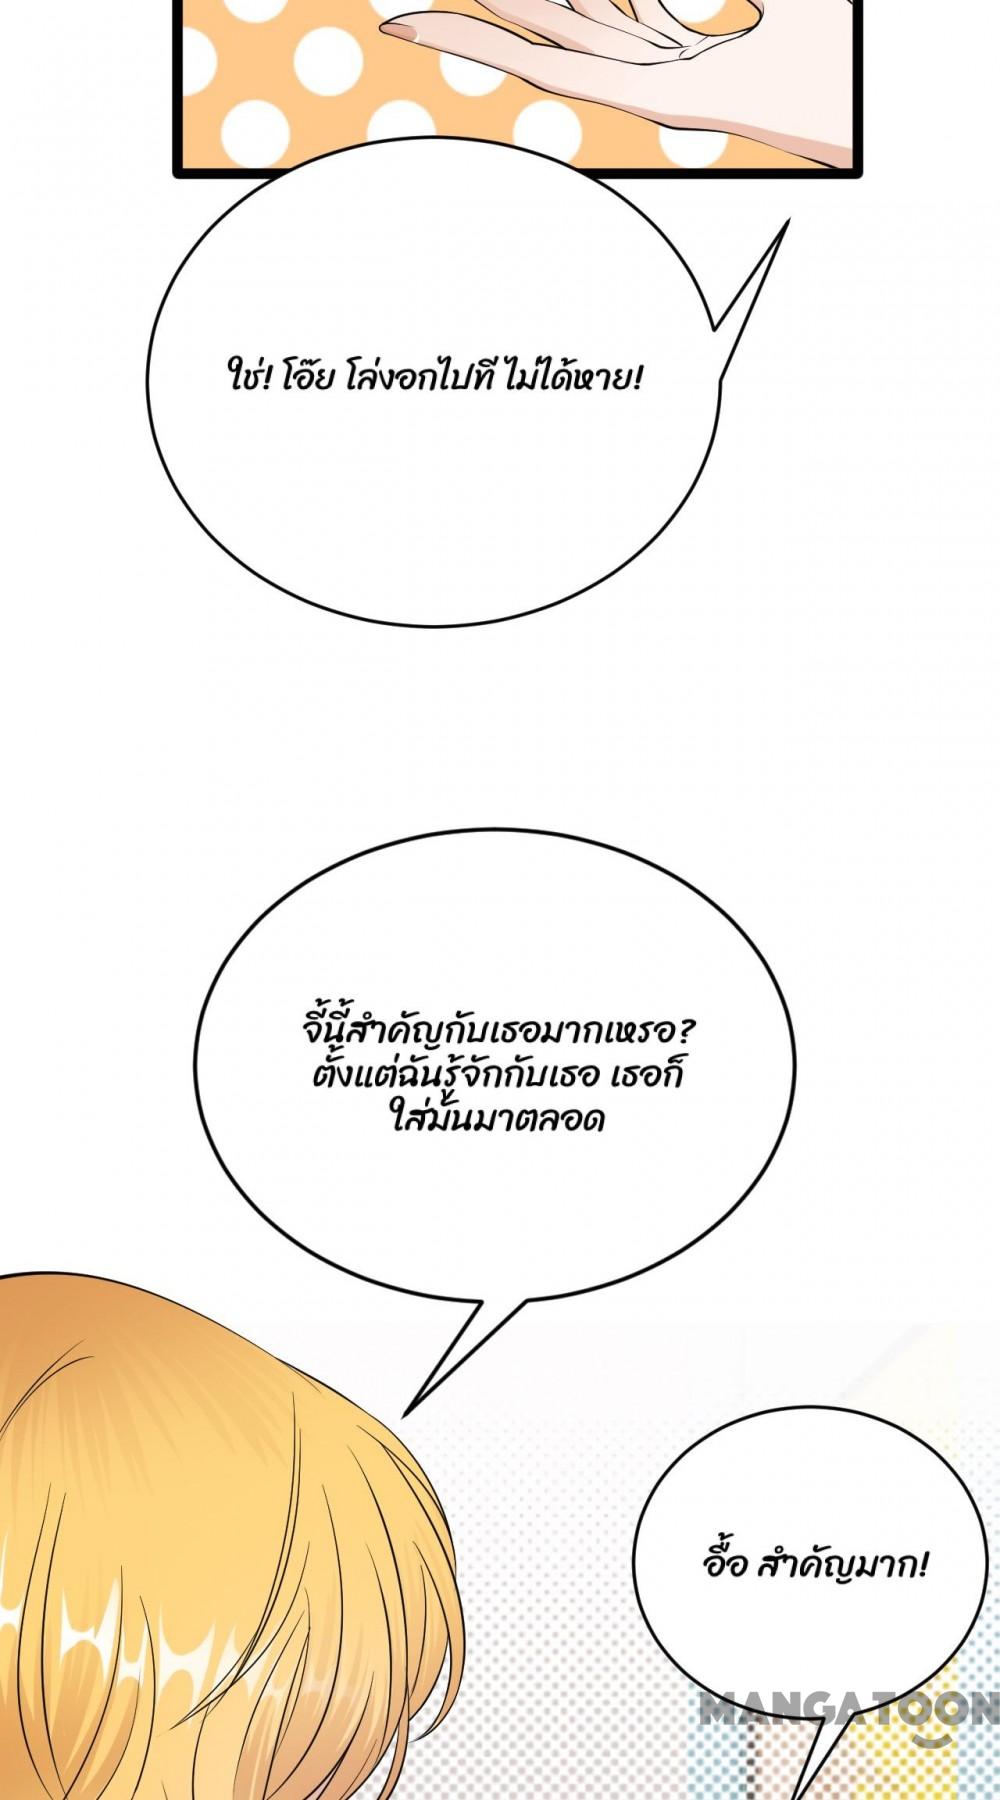 ใช่! โอ๊ย โล่งอกไปที ไม่ได้หาย!
จี้นี้สำคัญกับเธอมากเหรอ?
ตั้งแต่ฉันรู้จักกับเธอ เธอก็
ใส่มันมาตลอด
อื้อ สำคัญมาก!
MANGATOON